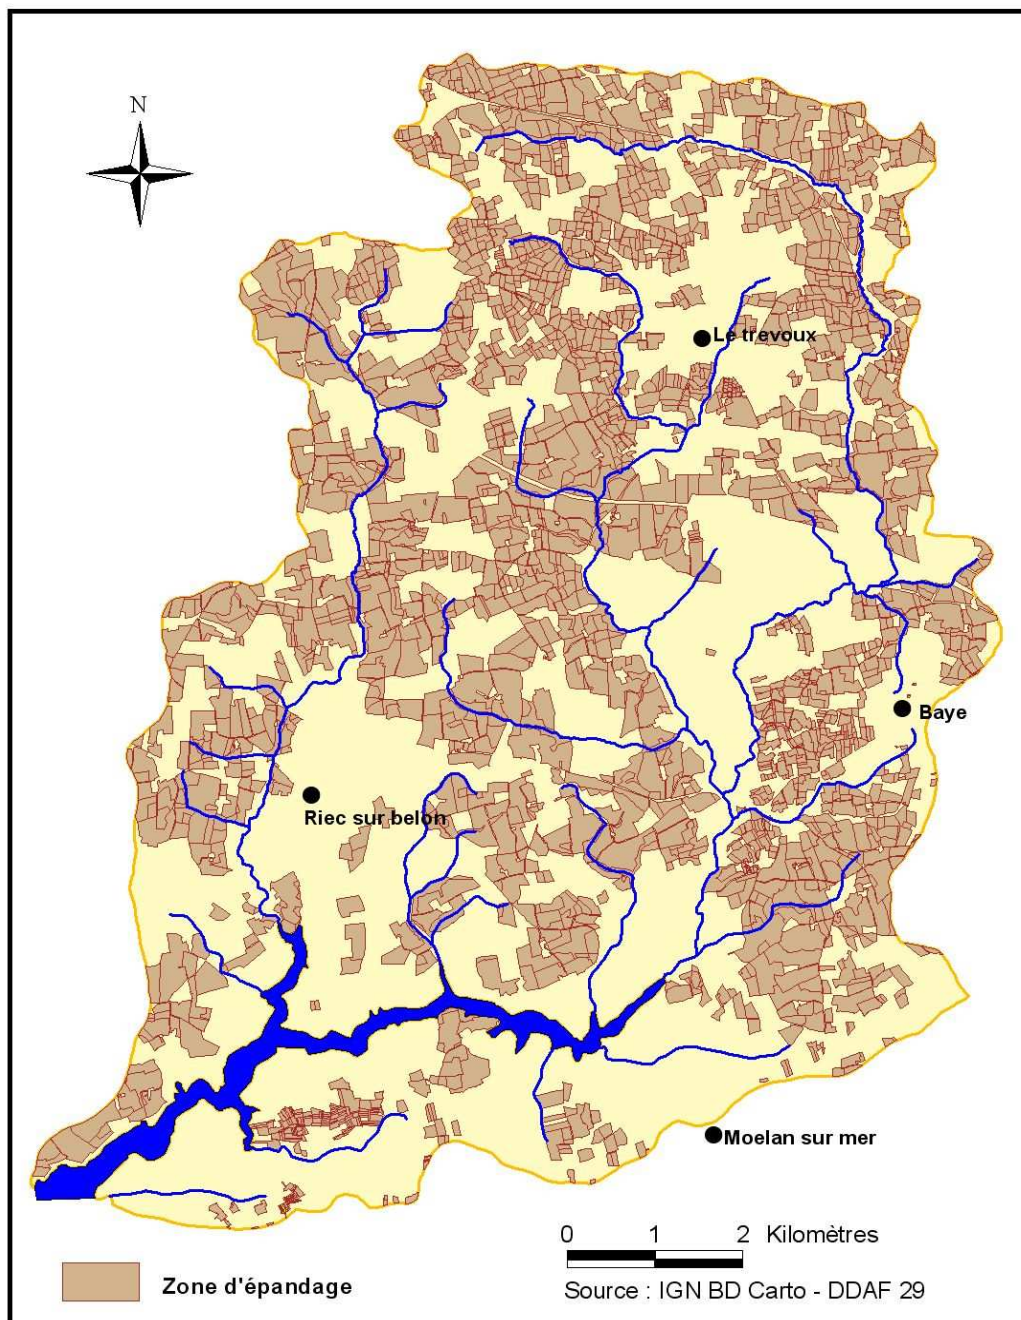 N
Le trevoux
Baye
Riec sur belon
Moelan sur mer
0 1 2 Kilomètres
Zone d'épandage
Source : IGN BD Carto - DDAF 29